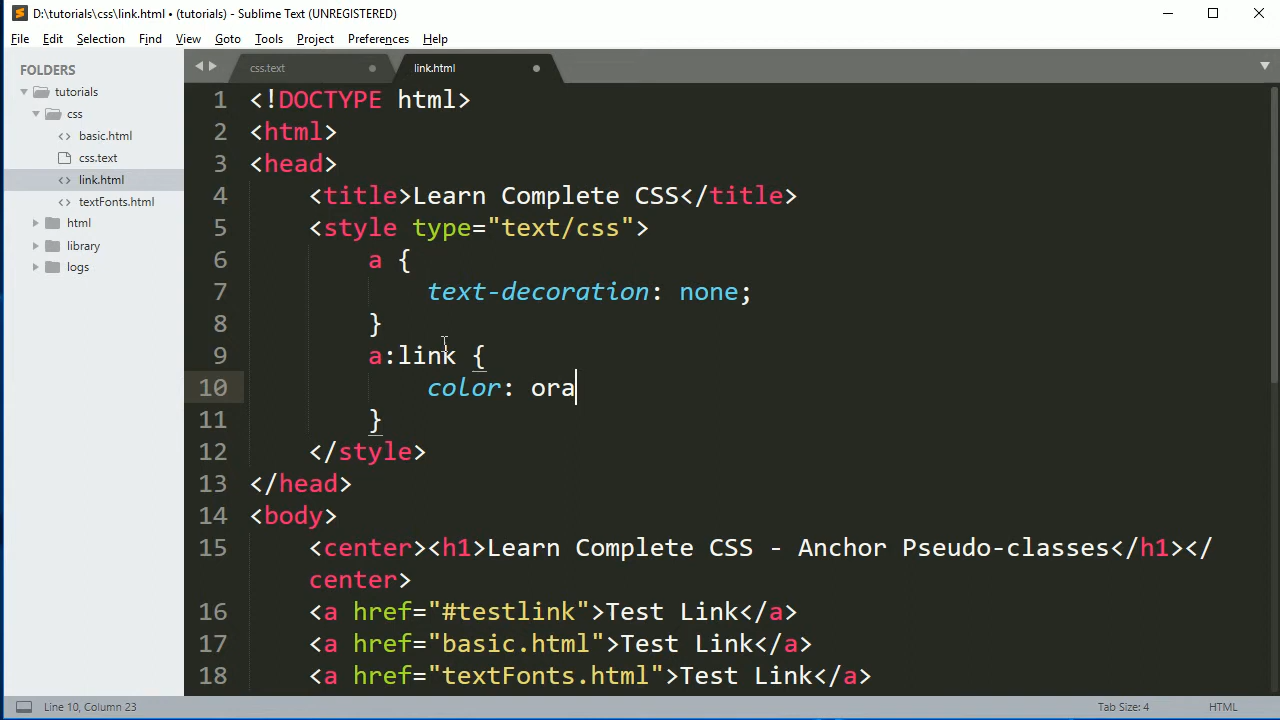 D:\tutorials\css\link.html • (tutorials) - Sublime Text (UNREGISTERED)
File Edit Selection Find View Goto Tools Project Preferences Help
FOLDERS
tutorials
css
basic.html
css.text
link.html
textFonts.html
html
library
logs
css.text link.html
1 <!DOCTYPE html>
2 <html>
3 <head>
4 <title>Learn Complete CSS</title>
5 <style type="text/css">
6 a {
7 text-decoration: none;
8 }
9 a:link {
10 color: ora
11 }
12 </style>
13 </head>
14 <body>
15 <center><h1>Learn Complete CSS - Anchor Pseudo-classes</h1></
center>
16 <a href="#testlink">Test Link</a>
17 <a href="basic.html">Test Link</a>
18 <a href="textFonts.html">Test Link</a>
Line 10, Column 23 Tab Size: 4 HTML